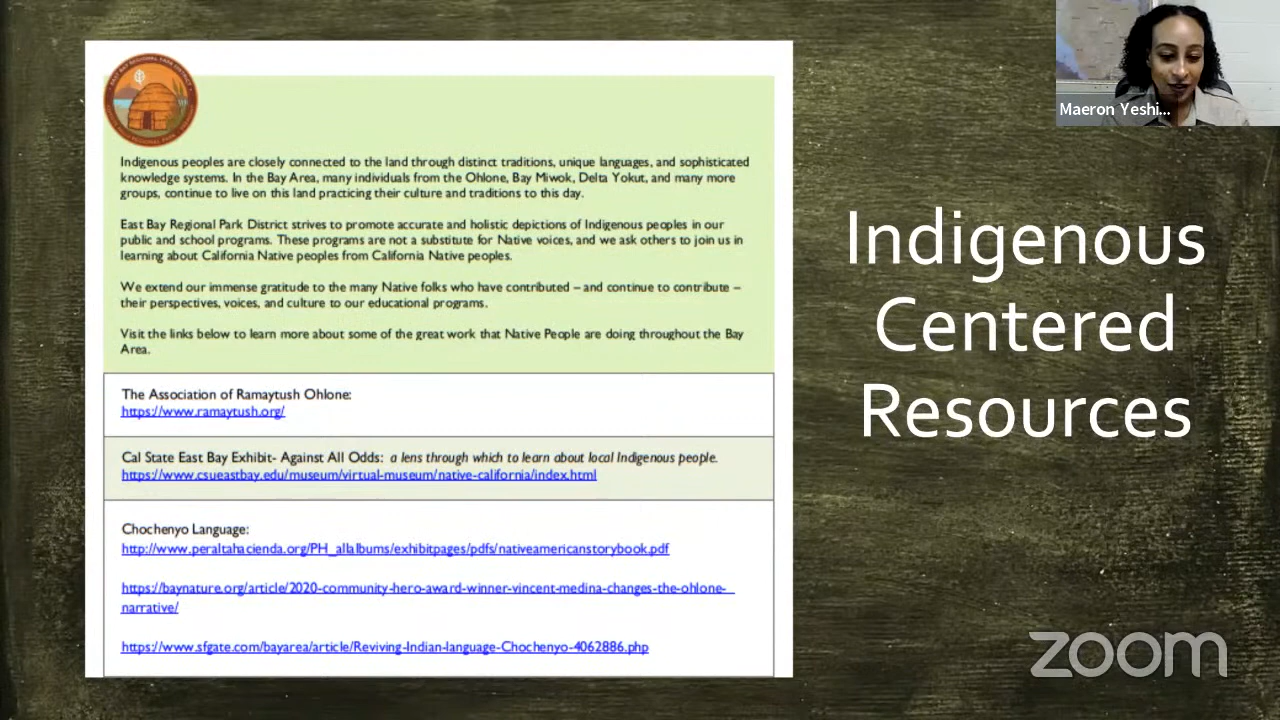 Maeron Yeshi...
EAST BAY REGIONAL PARK DISTRICT
Indigenous peoples are closely connected to the land through distinct traditions, unique languages, and sophisticated
knowledge systems. In the Bay Area, many individuals from the Ohlone, Bay Miwok, Delta Yokut, and many more
groups, continue to live on this land practicing their culture and traditions to this day.
East Bay Regional Park District strives to promote accurate and holistic depictions of Indigenous peoples in our
public and school programs. These programs are not a substitute for Native voices, and we ask others to join us in
learning about California Native peoples from California Native peoples.
We extend our immense gratitude to the many Native folks who have contributed – and continue to contribute –
their perspectives, voices, and culture to our educational programs.
Visit the links below to learn more about some of the great work that Native People are doing throughout the Bay
Area.
The Association of Ramaytush Ohlone:
https://www.ramaytush.org/
Cal State East Bay Exhibit- Against All Odds: a lens through which to learn about local Indigenous people.
https://www.csueastbay.edu/museum/virtual-museum/native-california/index.html
Chochenyo Language:
http://www.peraltahacienda.org/PH_allalbums/exhibitpages/pdfs/nativeamericanstorybook.pdf
https://baynature.org/article/2020-community-hero-award-winner-vincent-medina-changes-the-ohlone-
narrative/
https://www.sfgate.com/bayarea/article/Reviving-Indian-language-Chochenyo-4062886.php
Indigenous
Centered
Resources
zoom